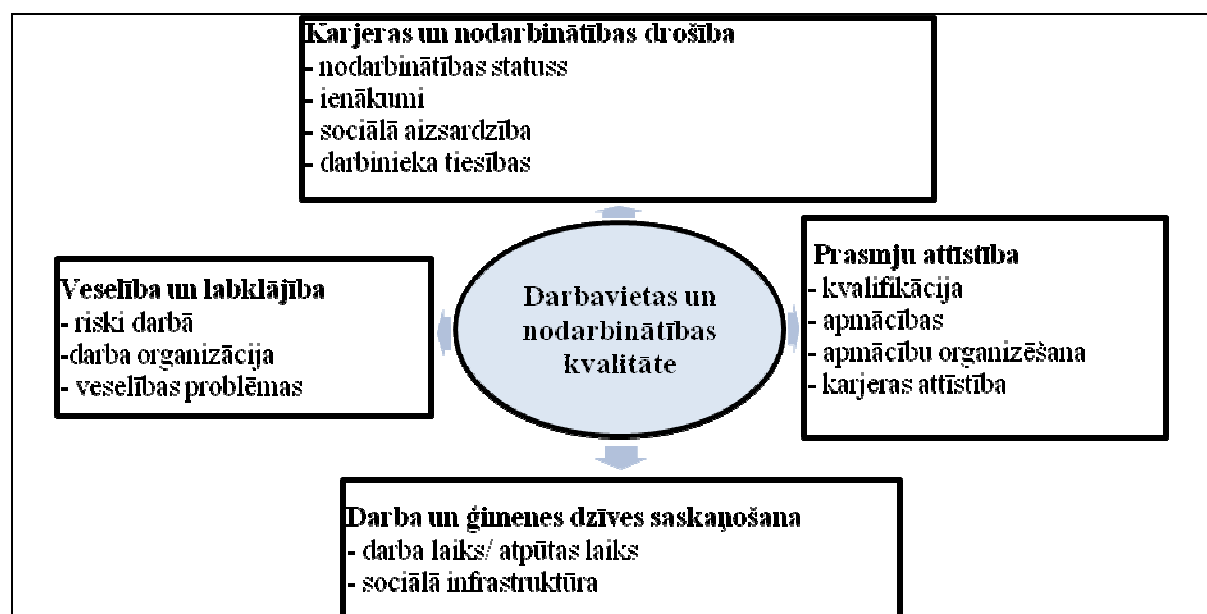 Karjeras un nodarbinātības drošība
- nodarbinātības statuss
- ienākumi
- sociālā aizsardzība
- darbinieka tiesības
Veselība un labklājība
- riski darbā
-darba organizācija
- veselības problēmas
Darbavietas un
nodarbinātības
kvalitāte
Prasmju attīstība
- kvalifikācija
- apmācības
- apmācību organizēšana
- karjeras attīstība
Darba un ģimenes dzīves saskaņošana
- darba laiks/ atpūtas laiks
- sociālā infrastruktūra